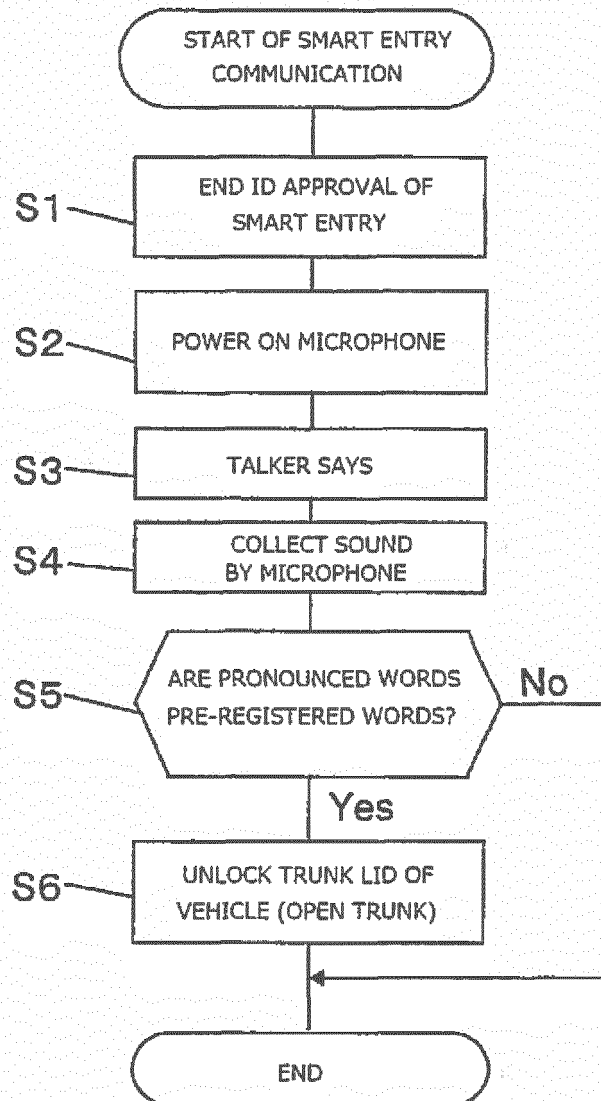 START OF SMART ENTRY
COMMUNICATION
S1
END ID APPROVAL OF
SMART ENTRY
S2
POWER ON MICROPHONE
S3
TALKER SAYS
S4
COLLECT SOUND
BY MICROPHONE
S5
ARE PRONOUNCED WORDS
PRE-REGISTERED WORDS?
No
Yes
S6
UNLOCK TRUNK LID OF
VEHICLE (OPEN TRUNK)
END